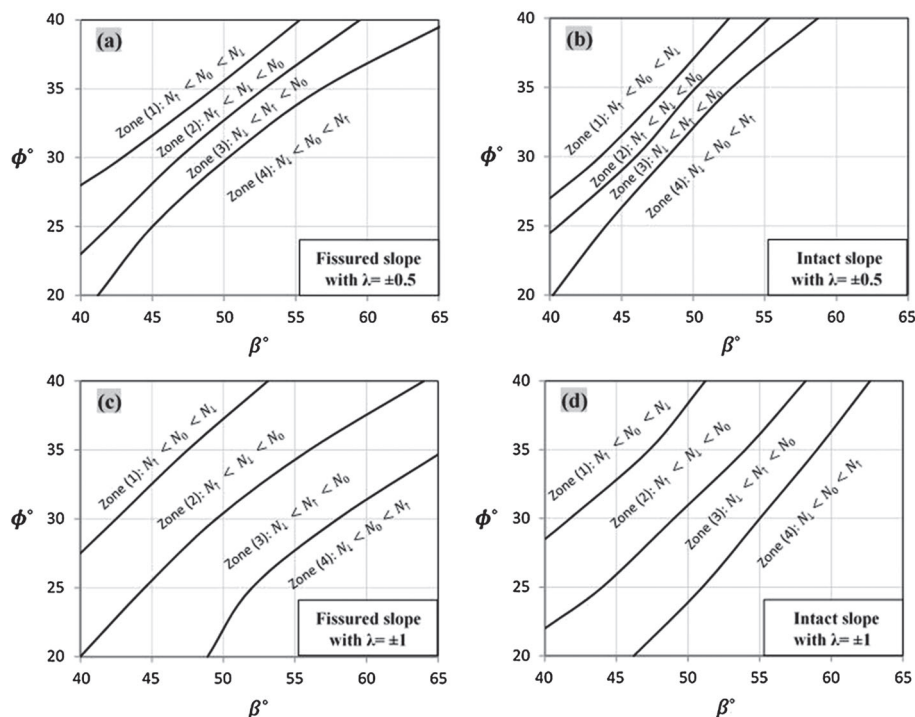 (a)
40
35
30
25
20
ϕ°
Zone (1): N↑ < N₀ < N↓
Zone (2): N↑ < N↓ < N₀
Zone (3): N↓ < N↑ < N₀
Zone (4): N↓ < N₀ < N↑
Fissured slope
with λ= ±0.5
40 45 50 55 60 65
β°
(b)
40
35
30
25
20
ϕ°
Zone (1): N↑ < N₀ < N↓
Zone (2): N↑ < N↓ < N₀
Zone (3): N↓ < N↑ < N₀
Zone (4): N↓ < N₀ < N↑
Intact slope
with λ= ±0.5
40 45 50 55 60 65
β°
(c)
40
35
30
25
20
ϕ°
Zone (1): N↑ < N₀ < N↓
Zone (2): N↑ < N↓ < N₀
Zone (3): N↓ < N↑ < N₀
Zone (4): N↓ < N₀ < N↑
Fissured slope
with λ= ±1
40 45 50 55 60 65
β°
(d)
40
35
30
25
20
ϕ°
Zone (1): N↑ < N₀ < N↓
Zone (2): N↑ < N↓ < N₀
Zone (3): N↓ < N↑ < N₀
Zone (4): N↓ < N₀ < N↑
Intact slope
with λ= ±1
40 45 50 55 60 65
β°